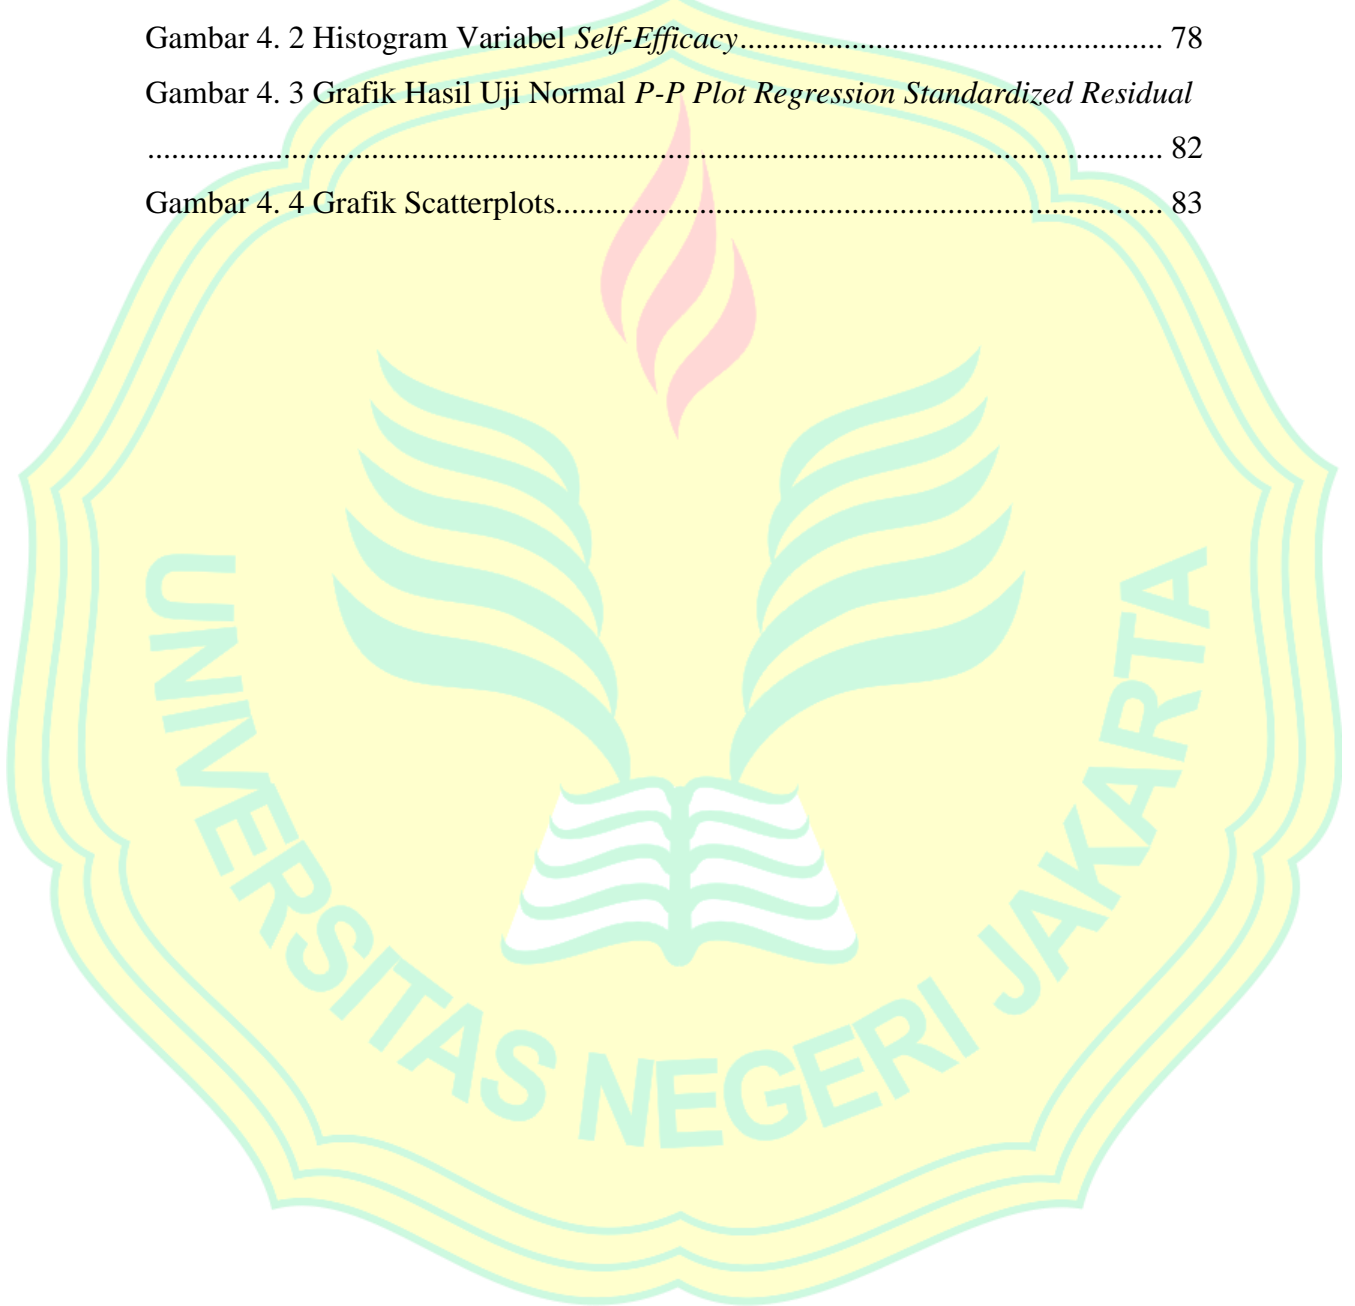 Gambar 4. 2 Histogram Variabel Self-Efficacy..................................................... 78
Gambar 4. 3 Grafik Hasil Uji Normal P-P Plot Regression Standardized Residual
............................................................................................................................... 82
Gambar 4. 4 Grafik Scatterplots............................................................................ 83
UNIVERSITAS NEGERI JAKARTA